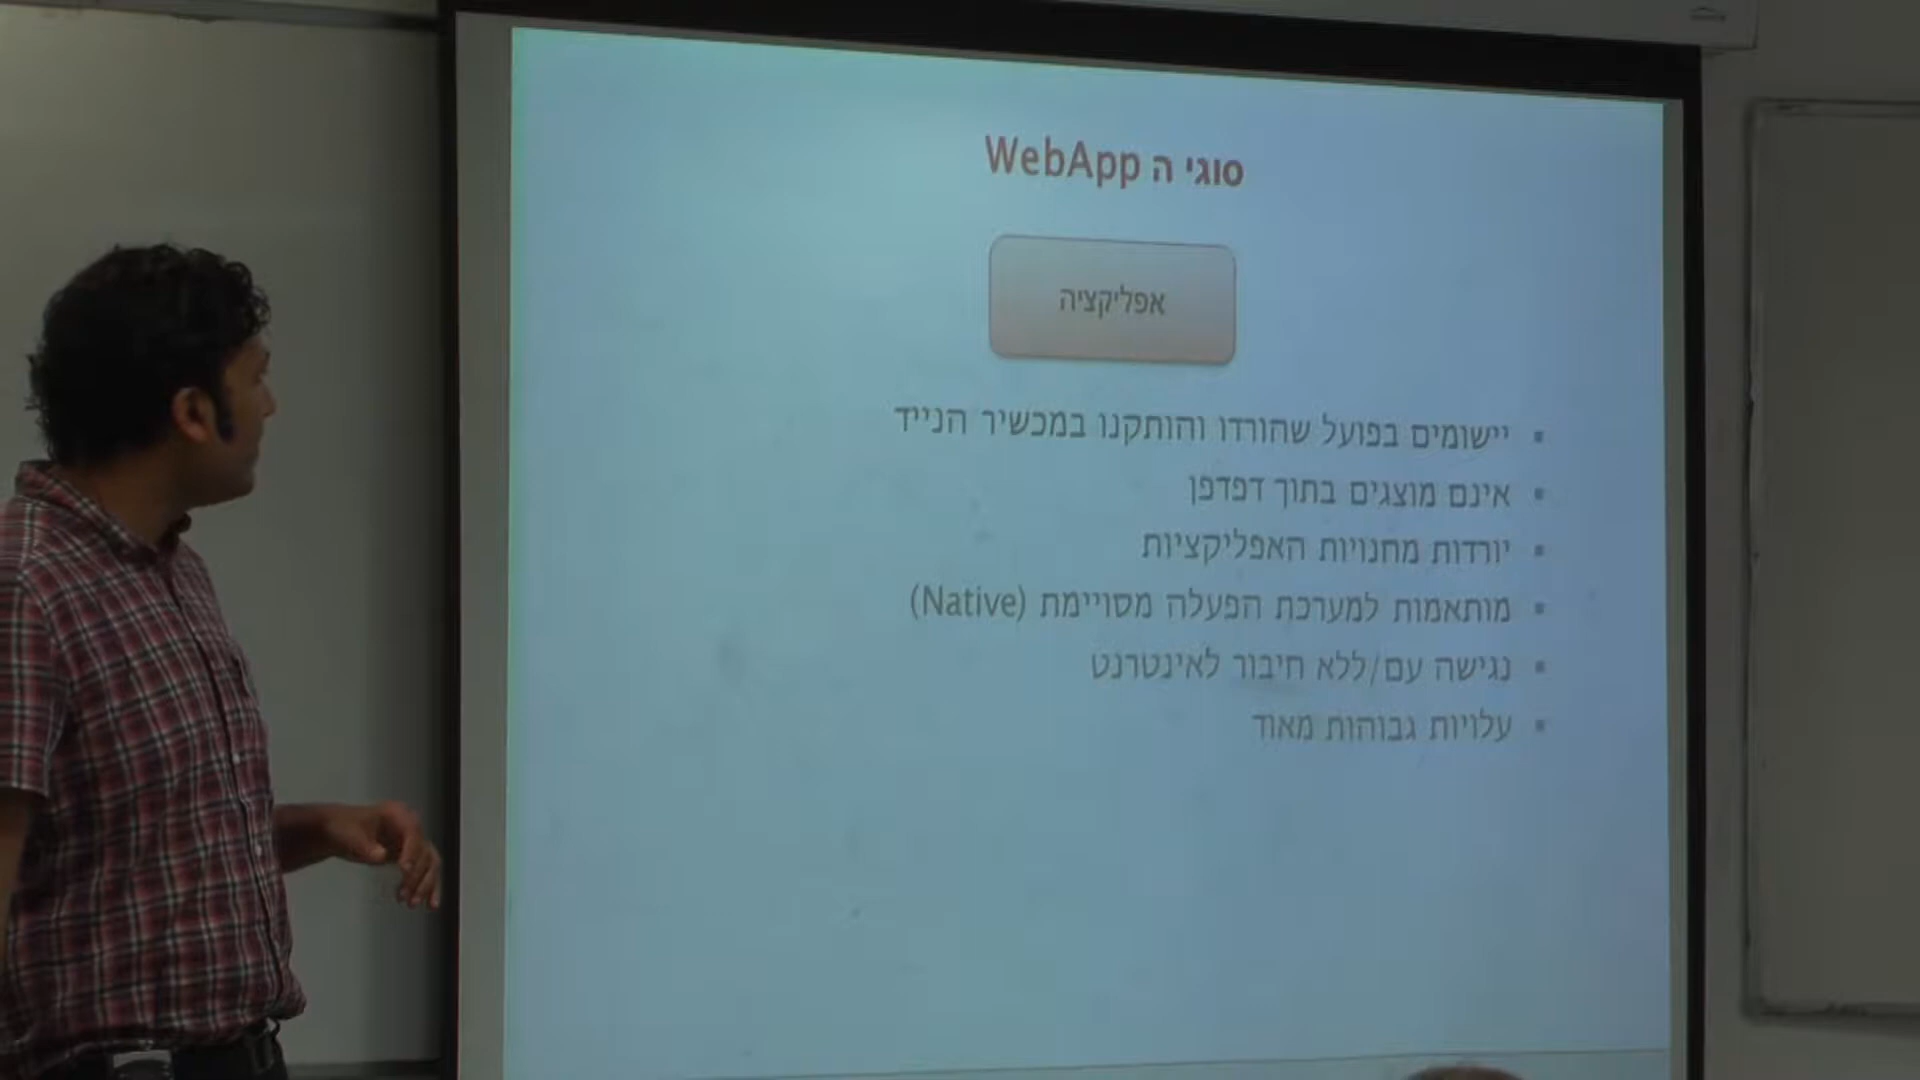 סוגי ה WebApp
אפליקציה
יישומים בפועל שהורדו והותקנו במכשיר הנייד
אינם מוצגים בתוך דפדפן
יורדות מחנויות האפליקציות
מותאמות למערכת הפעלה מסויימת (Native)
נגישה עם/ללא חיבור לאינטרנט
עלויות גבוהות מאוד